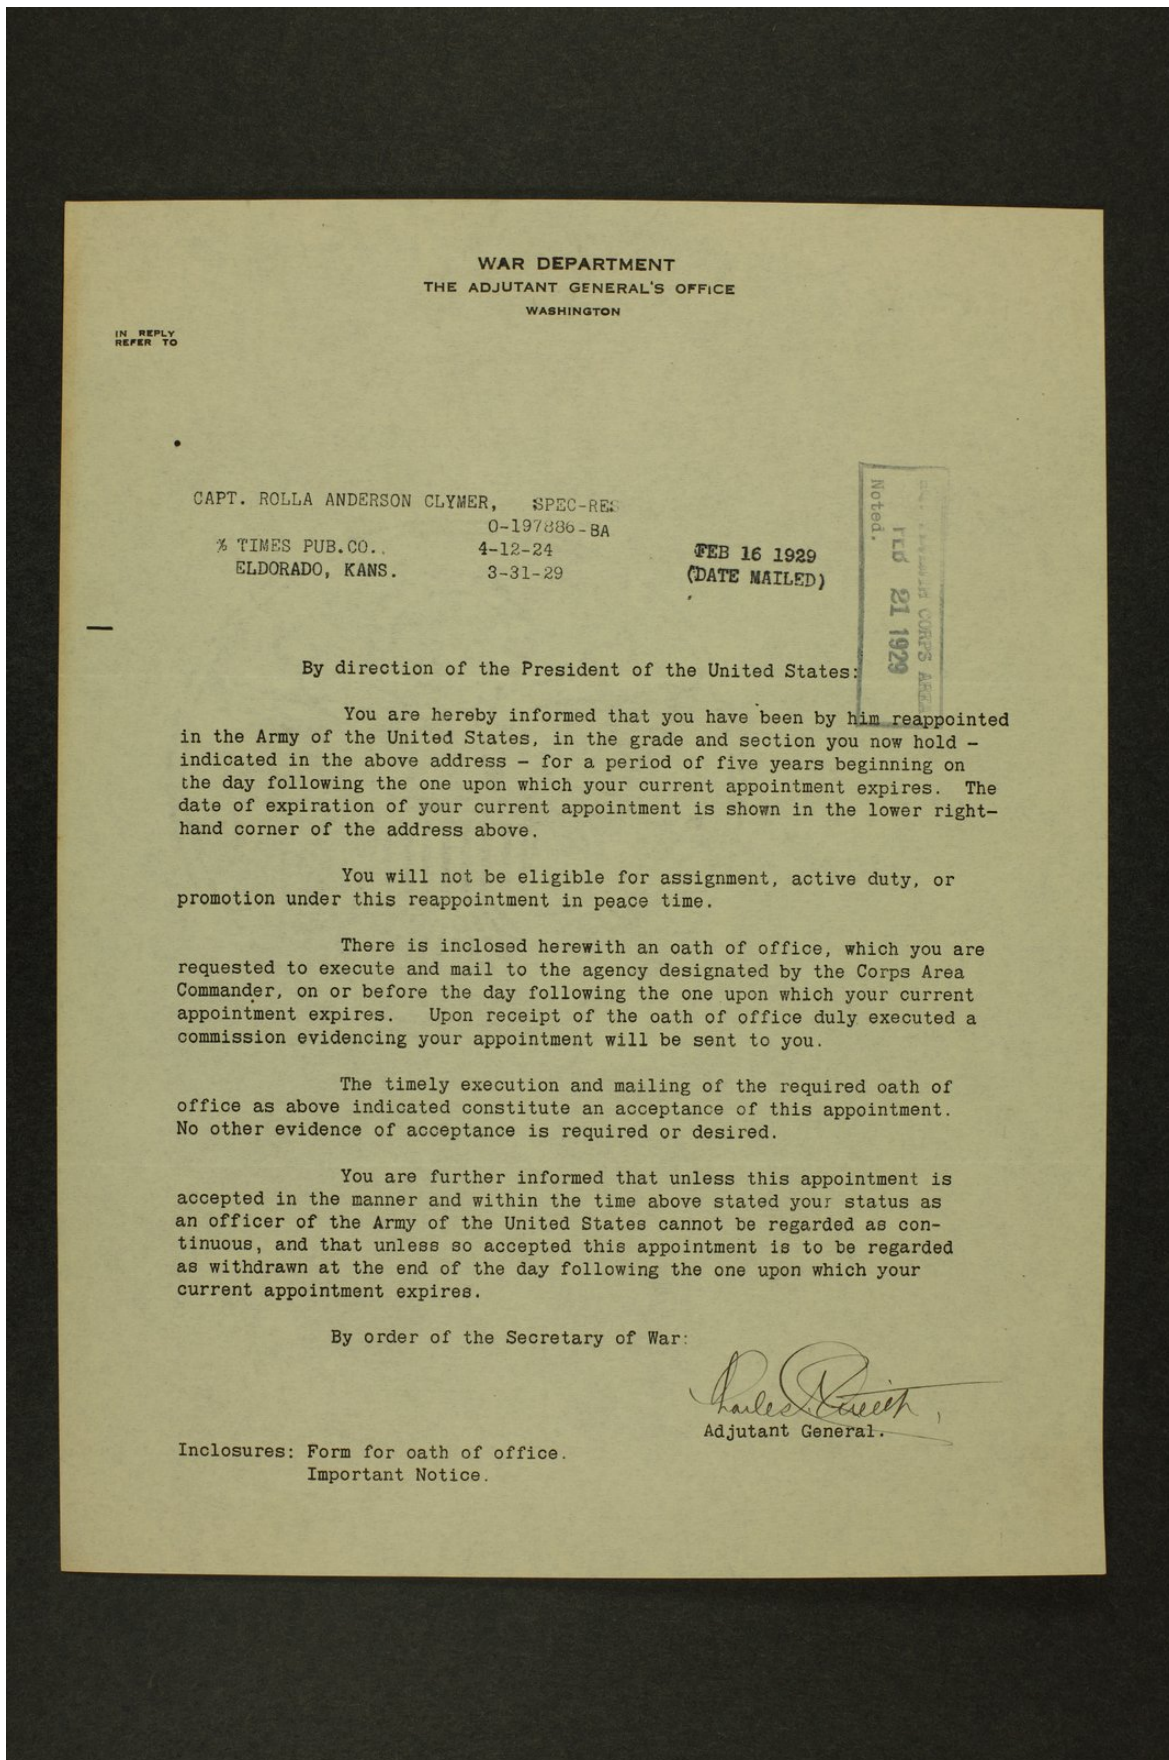 WAR DEPARTMENT
THE ADJUTANT GENERAL'S OFFICE
WASHINGTON
IN REPLY
REFER TO
CAPT. ROLLA ANDERSON CLYMER, SPEC-RES
O-197886-BA
% TIMES PUB.CO. 4-12-24
ELDORADO, KANS. 3-31-29
FEB 16 1929
(DATE MAILED)
CORPS AREA
FEB 21 1929
Noted.
By direction of the President of the United States:
You are hereby informed that you have been by him reappointed
in the Army of the United States, in the grade and section you now hold -
indicated in the above address - for a period of five years beginning on
the day following the one upon which your current appointment expires. The
date of expiration of your current appointment is shown in the lower right-
hand corner of the address above.
You will not be eligible for assignment, active duty, or
promotion under this reappointment in peace time.
There is inclosed herewith an oath of office, which you are
requested to execute and mail to the agency designated by the Corps Area
Commander, on or before the day following the one upon which your current
appointment expires. Upon receipt of the oath of office duly executed a
commission evidencing your appointment will be sent to you.
The timely execution and mailing of the required oath of
office as above indicated constitute an acceptance of this appointment.
No other evidence of acceptance is required or desired.
You are further informed that unless this appointment is
accepted in the manner and within the time above stated your status as
an officer of the Army of the United States cannot be regarded as con-
tinuous, and that unless so accepted this appointment is to be regarded
as withdrawn at the end of the day following the one upon which your
current appointment expires.
By order of the Secretary of War:
Charles
Adjutant General.
Inclosures: Form for oath of office.
Important Notice.